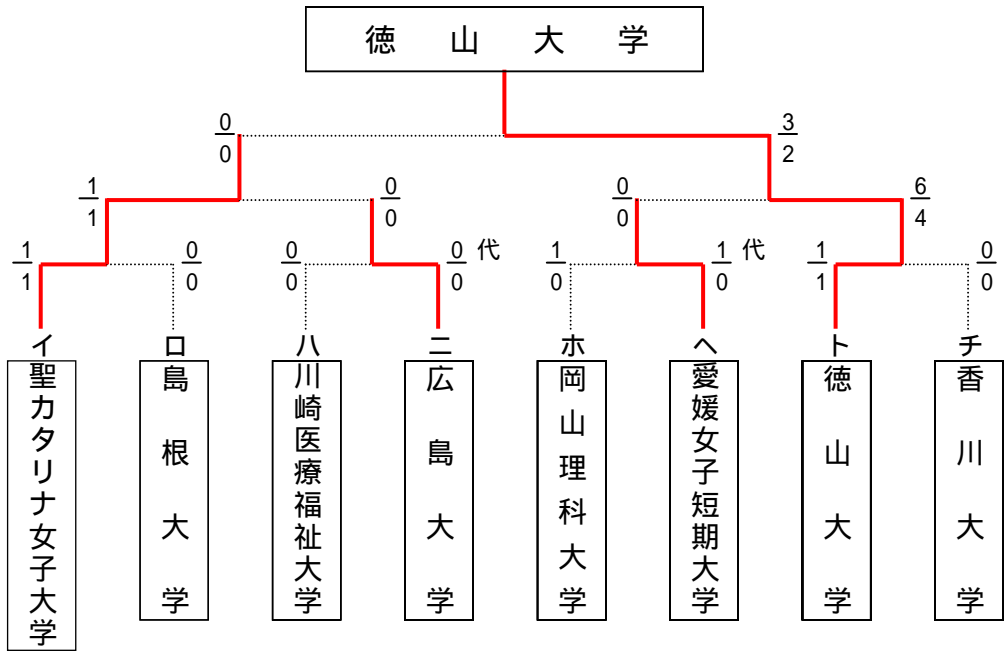 徳山大学
0
0
3
2
1
1
0
0
0
0
6
4
1
1
0
0
0
0
0
0
代
1
0
1
0
代
1
1
0
0
イ
ロ
ハ
ニ
ホ
ヘ
ト
チ
聖カタリナ女子大学
島根大学
川崎医療福祉大学
広島大学
岡山理科大学
愛媛女子短期大学
徳山大学
香川大学